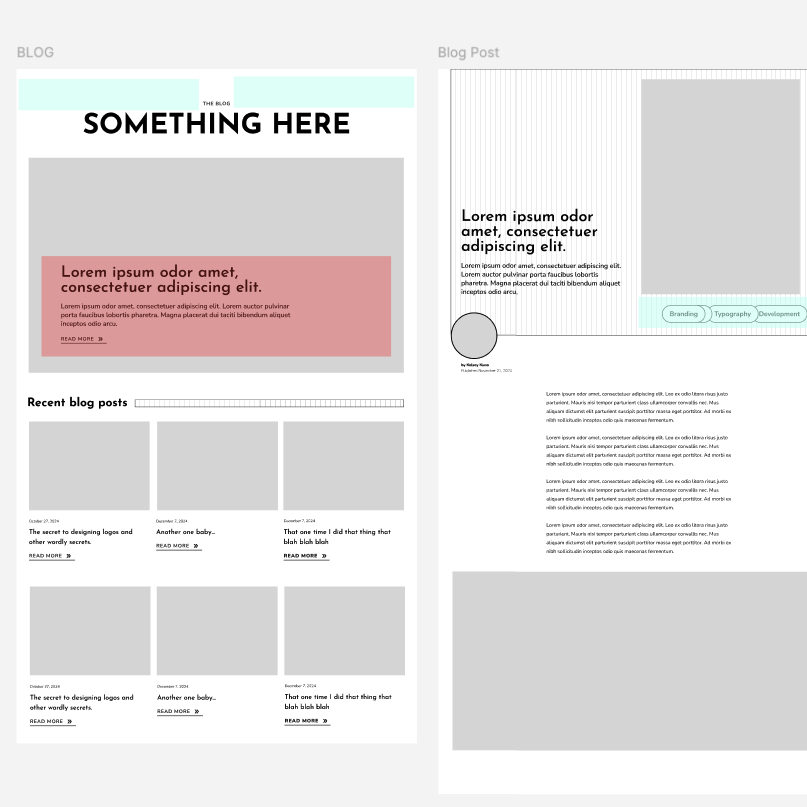 BLOG
THE BLOG
SOMETHING HERE
Lorem ipsum odor amet,
consectetuer adipiscing elit.
Lorem ipsum odor amet, consectetuer adipiscing elit. Lorem auctor pulvinar
pharetra. Magna placerat dui taciti bibendum aliquet
inceptos odio arcu.
READ MORE »
Recent blog posts
October 27, 2024
The secret to designing logos and
other wordly secrets.
READ MORE »
December 7, 2024
Another one baby...
READ MORE »
December 7, 2024
That one time I did that thing that
blah blah blah
READ MORE »
October 27, 2024
The secret to designing logos and
other wordly secrets.
READ MORE »
December 7, 2024
Another one baby...
READ MORE »
December 7, 2024
That one time I did that thing that
blah blah blah
READ MORE »
Blog Post
Lorem ipsum odor
amet, consectetuer
adipiscing elit.
Lorem ipsum odor amet, consectetuer adipiscing elit.
Lorem auctor pulvinar porta faucibus lobortis
pharetra. Magna placerat dui taciti bibendum aliquet
inceptos odio arcu.
Branding
Typography
Development
by Kelsey
Published November 21, 2024
Lorem ipsum odor amet, consectetuer adipiscing elit. Leo ex odio litora risus justo
parturient. Mauris nisi tempor parturient class ullamcorper convallis nec. Mus
aliquam dictumst elit parturient suscipit porttitor massa eget porttitor. Ad morbi ex
nibh sollicitudin inceptos odio quis maecenas fermentum.
Lorem ipsum odor amet, consectetuer adipiscing elit. Leo ex odio litora risus justo
parturient. Mauris nisi tempor parturient class ullamcorper convallis nec. Mus
aliquam dictumst elit parturient suscipit porttitor massa eget porttitor. Ad morbi ex
nibh sollicitudin inceptos odio quis maecenas fermentum.
Lorem ipsum odor amet, consectetuer adipiscing elit. Leo ex odio litora risus justo
parturient. Mauris nisi tempor parturient class ullamcorper convallis nec. Mus
aliquam dictumst elit parturient suscipit porttitor massa eget porttitor. Ad morbi ex
nibh sollicitudin inceptos odio quis maecenas fermentum.
Lorem ipsum odor amet, consectetuer adipiscing elit. Leo ex odio litora risus justo
parturient. Mauris nisi tempor parturient class ullamcorper convallis nec. Mus
aliquam dictumst elit parturient suscipit porttitor massa eget porttitor. Ad morbi ex
nibh sollicitudin inceptos odio quis maecenas fermentum.